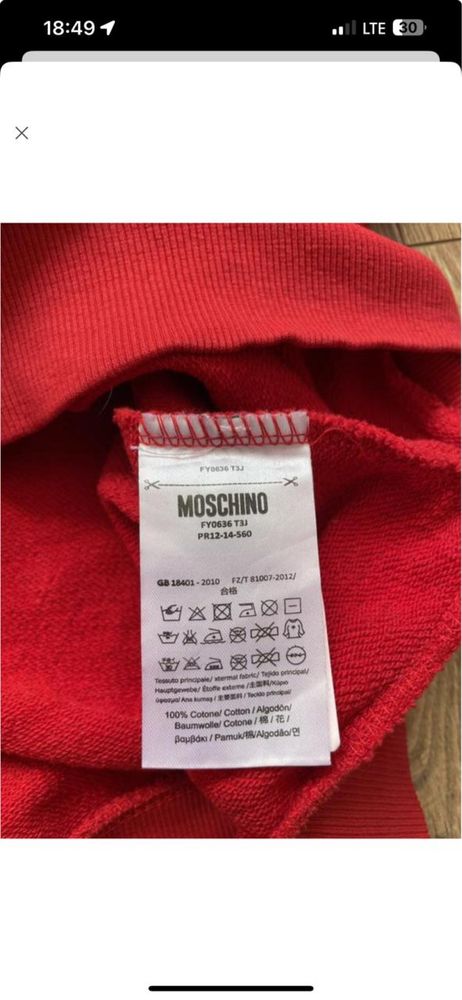 18:49
LTE
30
FY0636 T3J
MOSCHINO
FY0636 T3J
PR12-14-560
GB 18401 - 2010 FZ/T 81007-2012/
合格
Tessuto principale/ xtermal fabric/ Tejido principal/
Hauptgewebe/ Étoffe externe /主面料/Κύριο
ύφασμα/ Ana kumaş / 主要面料 / Tecido principal/
100% Cotone/ Cotton / Algodón/
Baumwolle/ Cotone / 棉 / 花 /
βαμβάκι / Pamuk/棉/Algodão/면